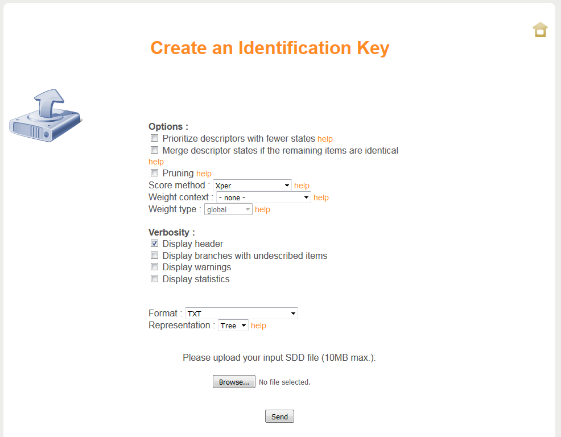 Create an Identification Key
Options :
Prioritize descriptors with fewer states help
Merge descriptor states if the remaining items are identical
help
Pruning help
Score method : Xper help
Weight context : - none - help
Weight type : global help
Verbosity :
Display header
Display branches with undescribed items
Display warnings
Display statistics
Format : TXT
Representation : Tree help
Please upload your input SDD file (10MB max.):
Browse... No file selected.
Send